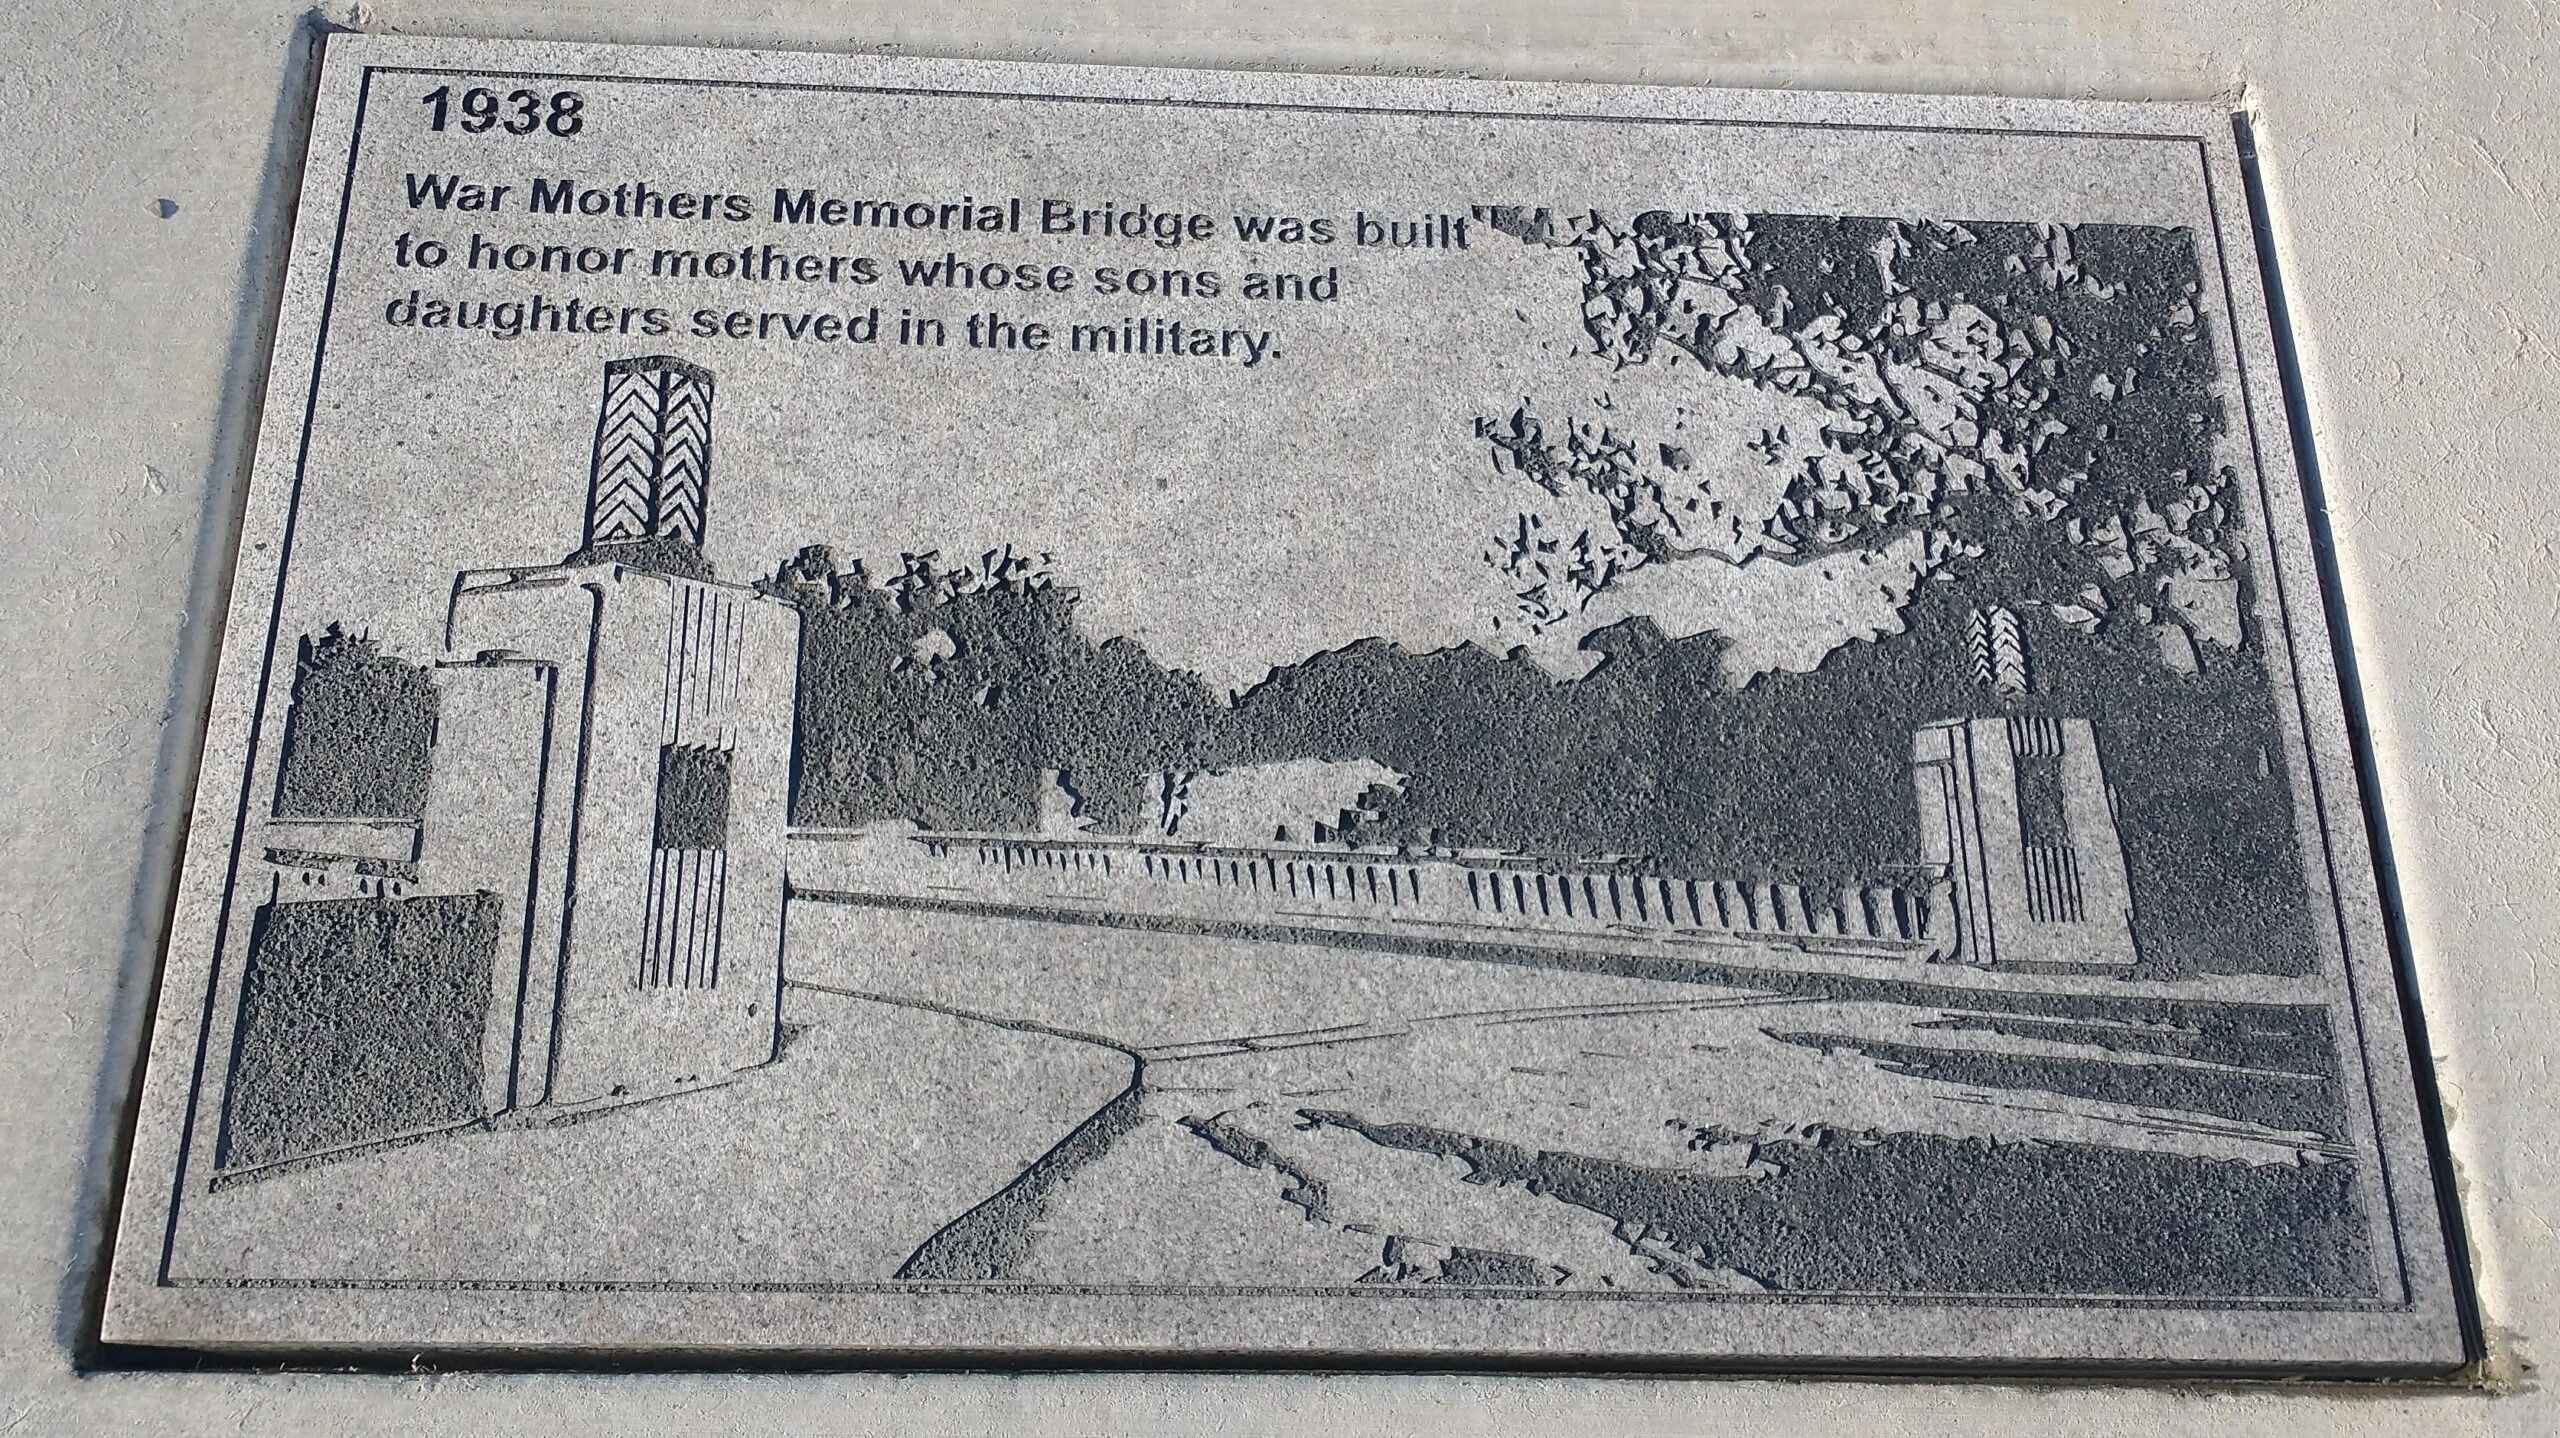 1938
War Mothers Memorial Bridge was built
to honor mothers whose sons and
daughters served in the military.